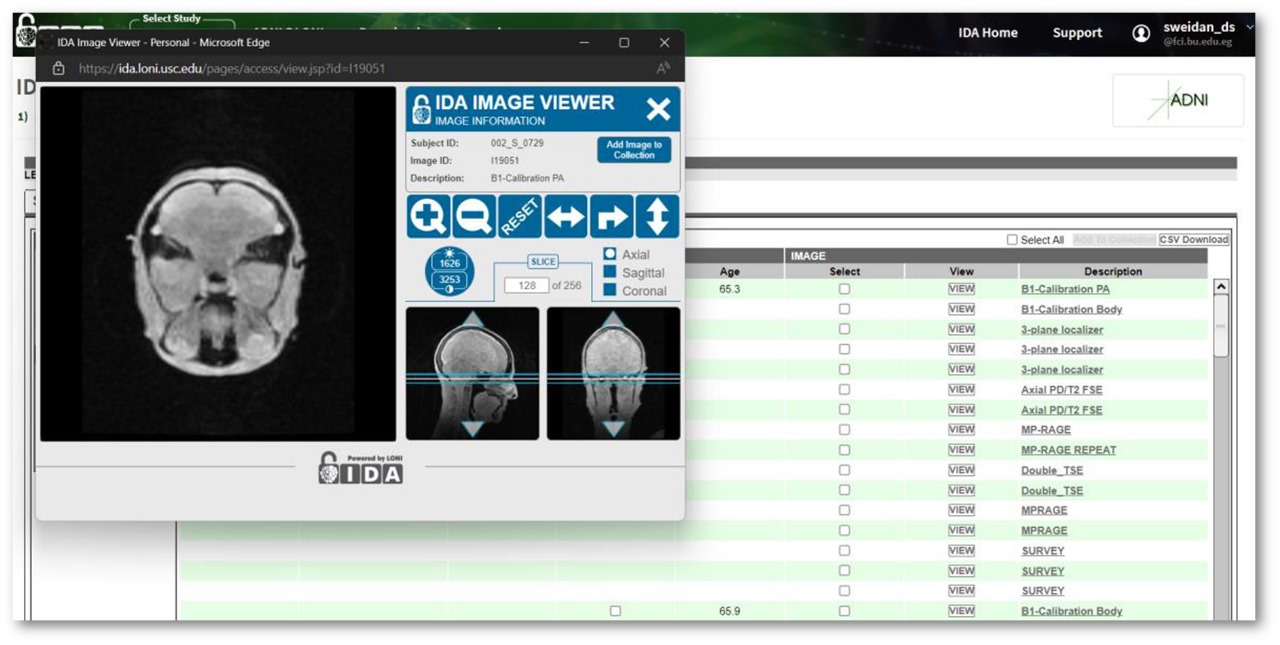 Select Study
IDA Home
Support
sweidan_ds
@fci.bu.edu.eg
IDA Image Viewer - Personal - Microsoft Edge
https://ida.loni.usc.edu/pages/access/view.jsp?id=I19051
ID
1)
LE
ADNI
IDA IMAGE VIEWER
IMAGE INFORMATION
Subject ID: 002_S_0729
Image ID: I19051
Description: B1-Calibration PA
Add Image to
Collection
RESET
1626
3253
SLICE
128 of 256
Axial
Sagittal
Coronal
Powered by LONI
IDA
Select All Add To Collection CSV Download
IMAGE
Age Select View Description
65.3 VIEW B1-Calibration PA
VIEW B1-Calibration Body
VIEW 3-plane localizer
VIEW 3-plane localizer
VIEW 3-plane localizer
VIEW Axial PD/T2 FSE
VIEW Axial PD/T2 FSE
VIEW MP-RAGE
VIEW MP-RAGE REPEAT
VIEW Double_TSE
VIEW Double_TSE
VIEW MPRAGE
VIEW MPRAGE
VIEW SURVEY
VIEW SURVEY
VIEW SURVEY
65.9 VIEW B1-Calibration Body